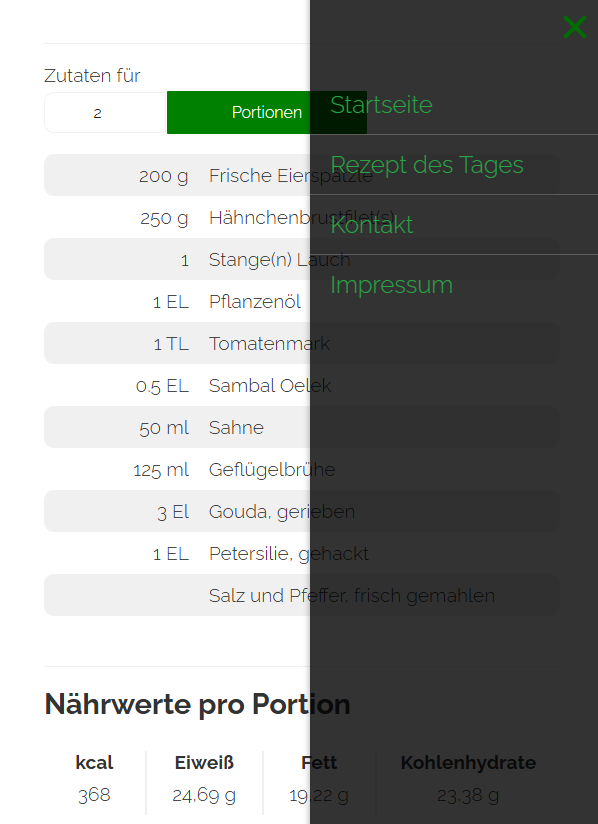 Zutaten für
2 Portionen
Startseite
Rezept des Tages
Kontakt
Impressum
200 g Frische Eierspätzle
250 g Hähnchenbrustfilet(s)
1 Stange(n) Lauch
1 EL Pflanzenöl
1 TL Tomatenmark
0.5 EL Sambal Oelek
50 ml Sahne
125 ml Geflügelbrühe
3 El Gouda, gerieben
1 EL Petersilie, gehackt
Salz und Pfeffer, frisch gemahlen
Nährwerte pro Portion
kcal Eiweiß Fett Kohlenhydrate
368 24,69 g 19,22 g 23,38 g